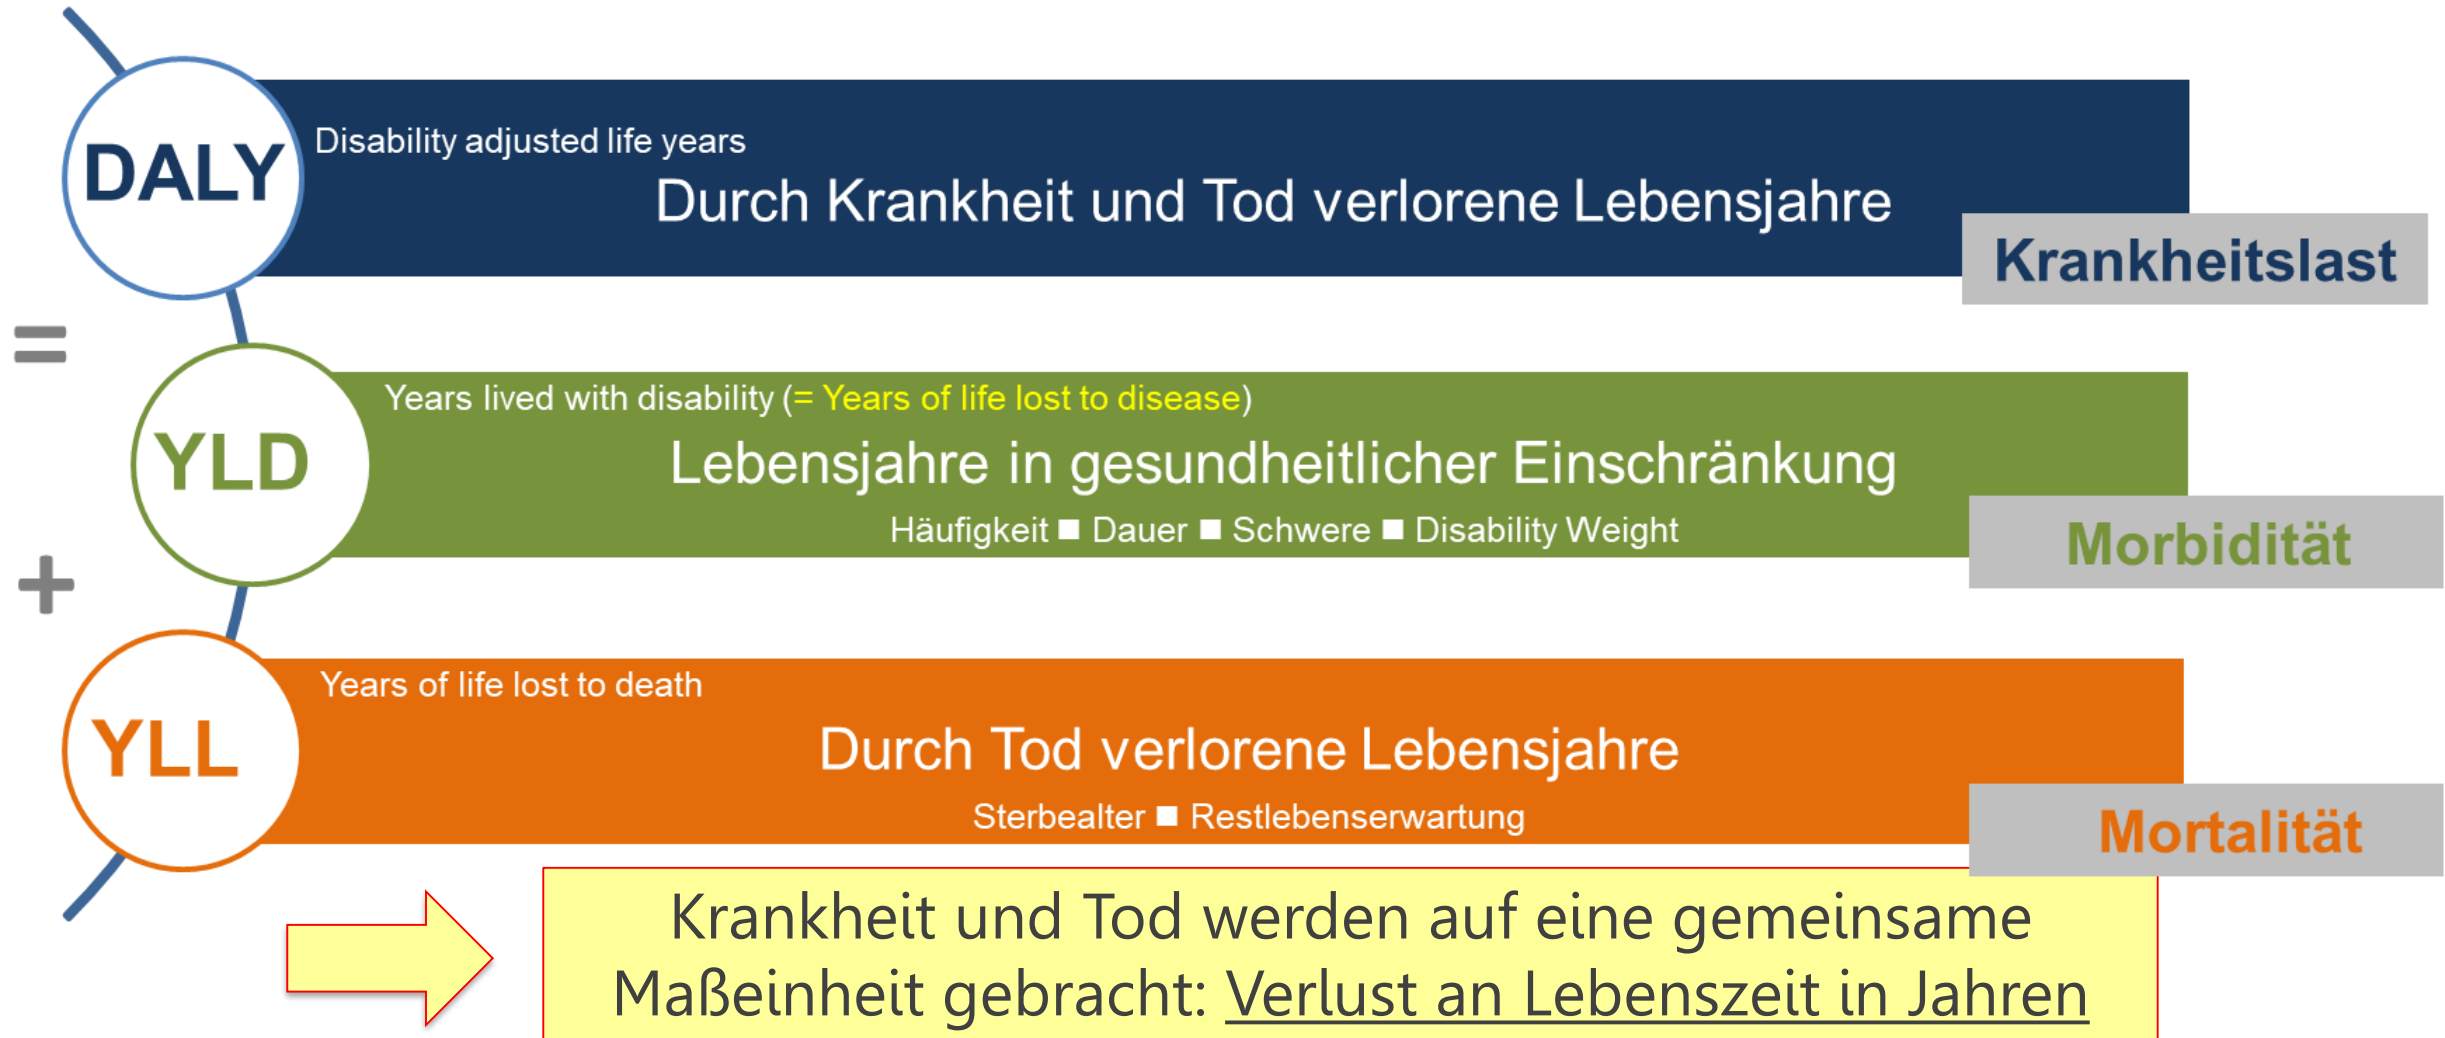 DALY
Disability adjusted life years
Durch Krankheit und Tod verlorene Lebensjahre
Krankheitslast
=
YLD
Years lived with disability (= Years of life lost to disease)
Lebensjahre in gesundheitlicher Einschränkung
Häufigkeit ■ Dauer ■ Schwere ■ Disability Weight
Morbidität
+
YLL
Years of life lost to death
Durch Tod verlorene Lebensjahre
Sterbealter ■ Restlebenserwartung
Mortalität
Krankheit und Tod werden auf eine gemeinsame
Maßeinheit gebracht: Verlust an Lebenszeit in Jahren